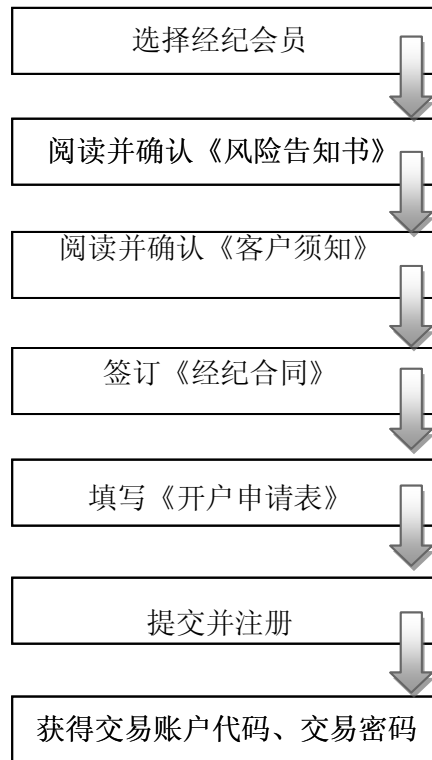 选择经纪会员
阅读并确认《风险告知书》
阅读并确认《客户须知》
签订《经纪合同》
填写《开户申请表》
提交并注册
获得交易账户代码、交易密码